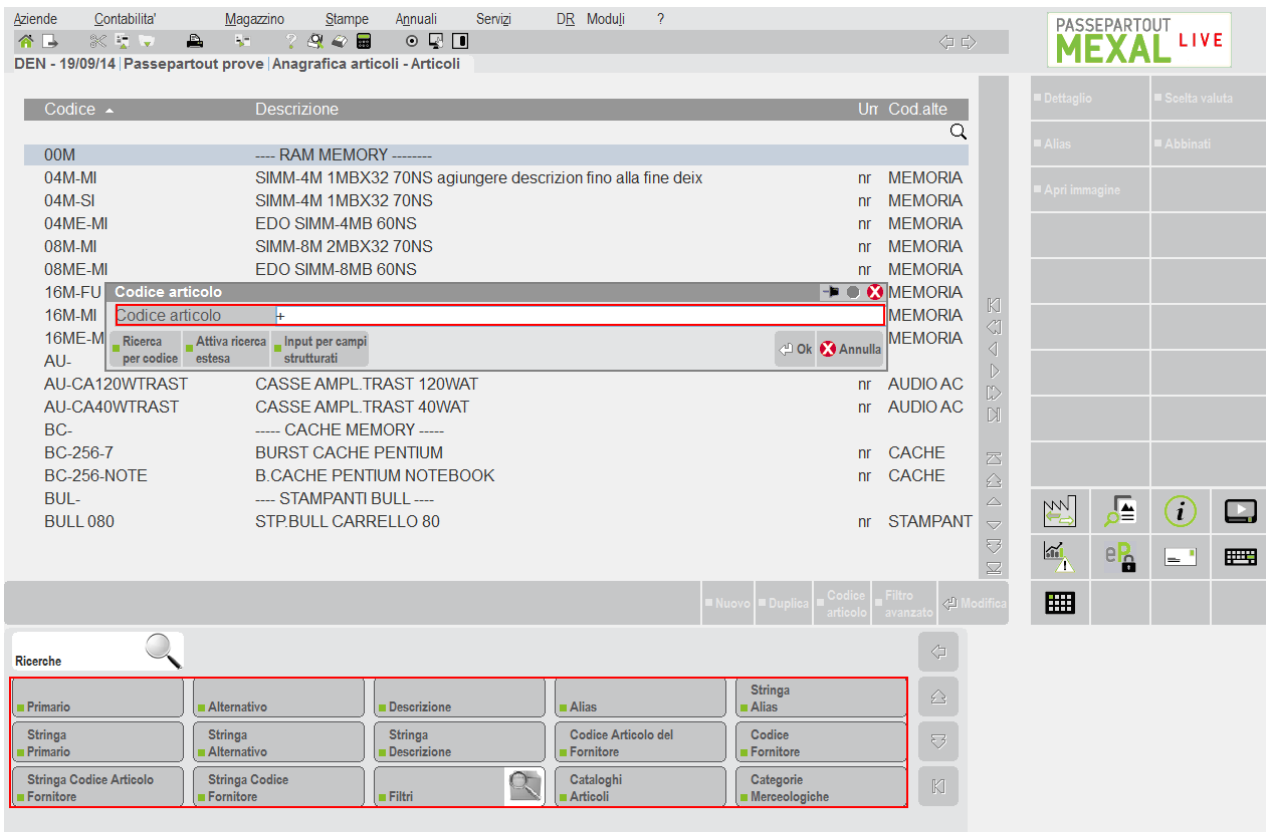 Aziende Contabilita' Magazzino Stampe Annuali Servizi DR Moduli ?
DEN - 19/09/14 Passepartout prove Anagrafica articoli - Articoli
PASSEPARTOUT
MEXAL LIVE
Dettaglio Scelta valuta
Alias Abbinati
Apri immagine
Codice Descrizione Um Cod.alte
00M ---- RAM MEMORY --------
04M-MI SIMM-4M 1MBX32 70NS agiungere descrizion fino alla fine deix nr MEMORIA
04M-SI SIMM-4M 1MBX32 70NS nr MEMORIA
04ME-MI EDO SIMM-4MB 60NS nr MEMORIA
08M-MI SIMM-8M 2MBX32 70NS nr MEMORIA
08ME-MI EDO SIMM-8MB 60NS nr MEMORIA
16M-FU MEMORIA
16M-MI MEMORIA
16ME-M MEMORIA
AU-
Codice articolo
Codice articolo +
Ricerca per codice
Attiva ricerca estesa
Input per campi strutturati
Ok Annulla
AU-CA120WTRAST CASSE AMPL.TRAST 120WAT nr AUDIO AC
AU-CA40WTRAST CASSE AMPL.TRAST 40WAT nr AUDIO AC
BC- ----- CACHE MEMORY -----
BC-256-7 BURST CACHE PENTIUM nr CACHE
BC-256-NOTE B.CACHE PENTIUM NOTEBOOK nr CACHE
BUL- ---- STAMPANTI BULL ----
BULL 080 STP.BULL CARRELLO 80 nr STAMPANT
Nuovo Duplica Codice articolo Filtro avanzato Modifica
Ricerche
Primario Alternativo Descrizione Alias Stringa Alias
Stringa Primario Stringa Alternativo Stringa Descrizione Codice Articolo del Fornitore Codice Fornitore
Stringa Codice Articolo Fornitore Stringa Codice Fornitore Filtri Cataloghi Articoli Categorie Merceologiche